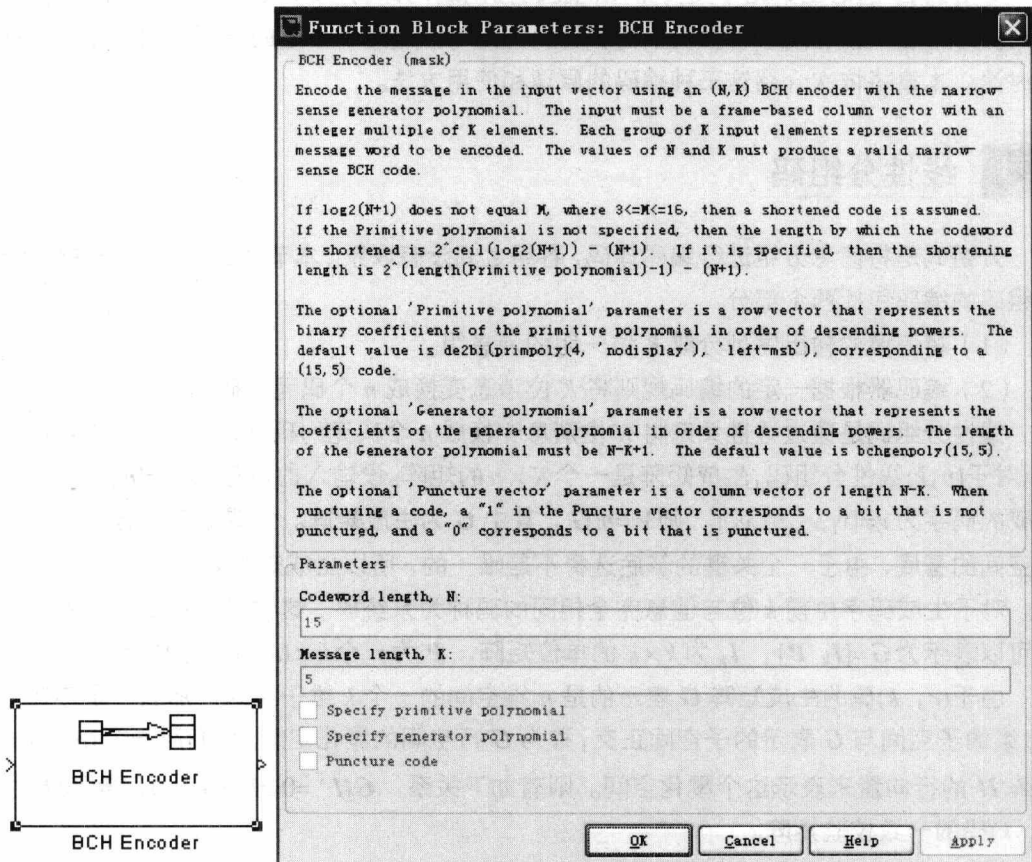 Function Block Parameters: BCH Encoder
BCH Encoder (mask)
Encode the message in the input vector using an (N,K) BCH encoder with the narrow-
sense generator polynomial. The input must be a frame-based column vector with an
integer multiple of K elements. Each group of K input elements represents one
message word to be encoded. The values of N and K must produce a valid narrow-
sense BCH code.
If log2(N+1) does not equal M, where 3<=M<=16, then a shortened code is assumed.
If the Primitive polynomial is not specified, then the length by which the codeword
is shortened is 2^ceil(log2(N+1)) - (N+1). If it is specified, then the shortening
length is 2^(length(Primitive polynomial)-1) - (N+1).
The optional 'Primitive polynomial' parameter is a row vector that represents the
binary coefficients of the primitive polynomial in order of descending powers. The
default value is de2bi(primpoly(4, 'nodisplay'), 'left-msb'), corresponding to a
(15,5) code.
The optional 'Generator polynomial' parameter is a row vector that represents the
coefficients of the generator polynomial in order of descending powers. The length
of the Generator polynomial must be N-K+1. The default value is bchgenpoly(15,5).
The optional 'Puncture vector' parameter is a column vector of length N-K. When
puncturing a code, a "1" in the Puncture vector corresponds to a bit that is not
punctured, and a "0" corresponds to a bit that is punctured.
Parameters
Codeword length, N:
15
Message length, K:
5
Specify primitive polynomial
Specify generator polynomial
Puncture code
OK Cancel Help Apply
BCH Encoder
BCH Encoder